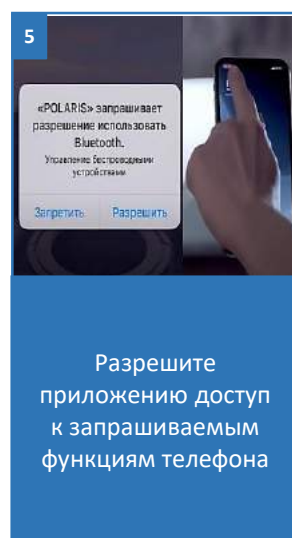 5
«POLARIS» запрашивает
разрешение использовать
Bluetooth.
Управление беспроводными
устройствами
Запретить Разрешить
Разрешите
приложению доступ
к запрашиваемым
функциям телефона